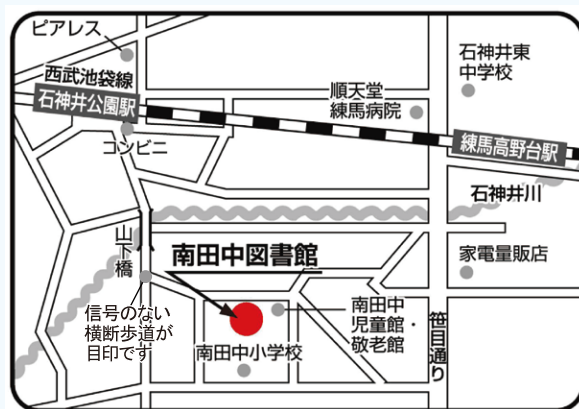 ピアレス
西武池袋線
石神井公園駅
コンビニ
順天堂
練馬病院
石神井東
中学校
練馬高野台駅
石神井川
山下橋
南田中図書館
家電量販店
信号のない
横断歩道が
目印です
南田中
児童館・
敬老館
笹目通り
南田中小学校